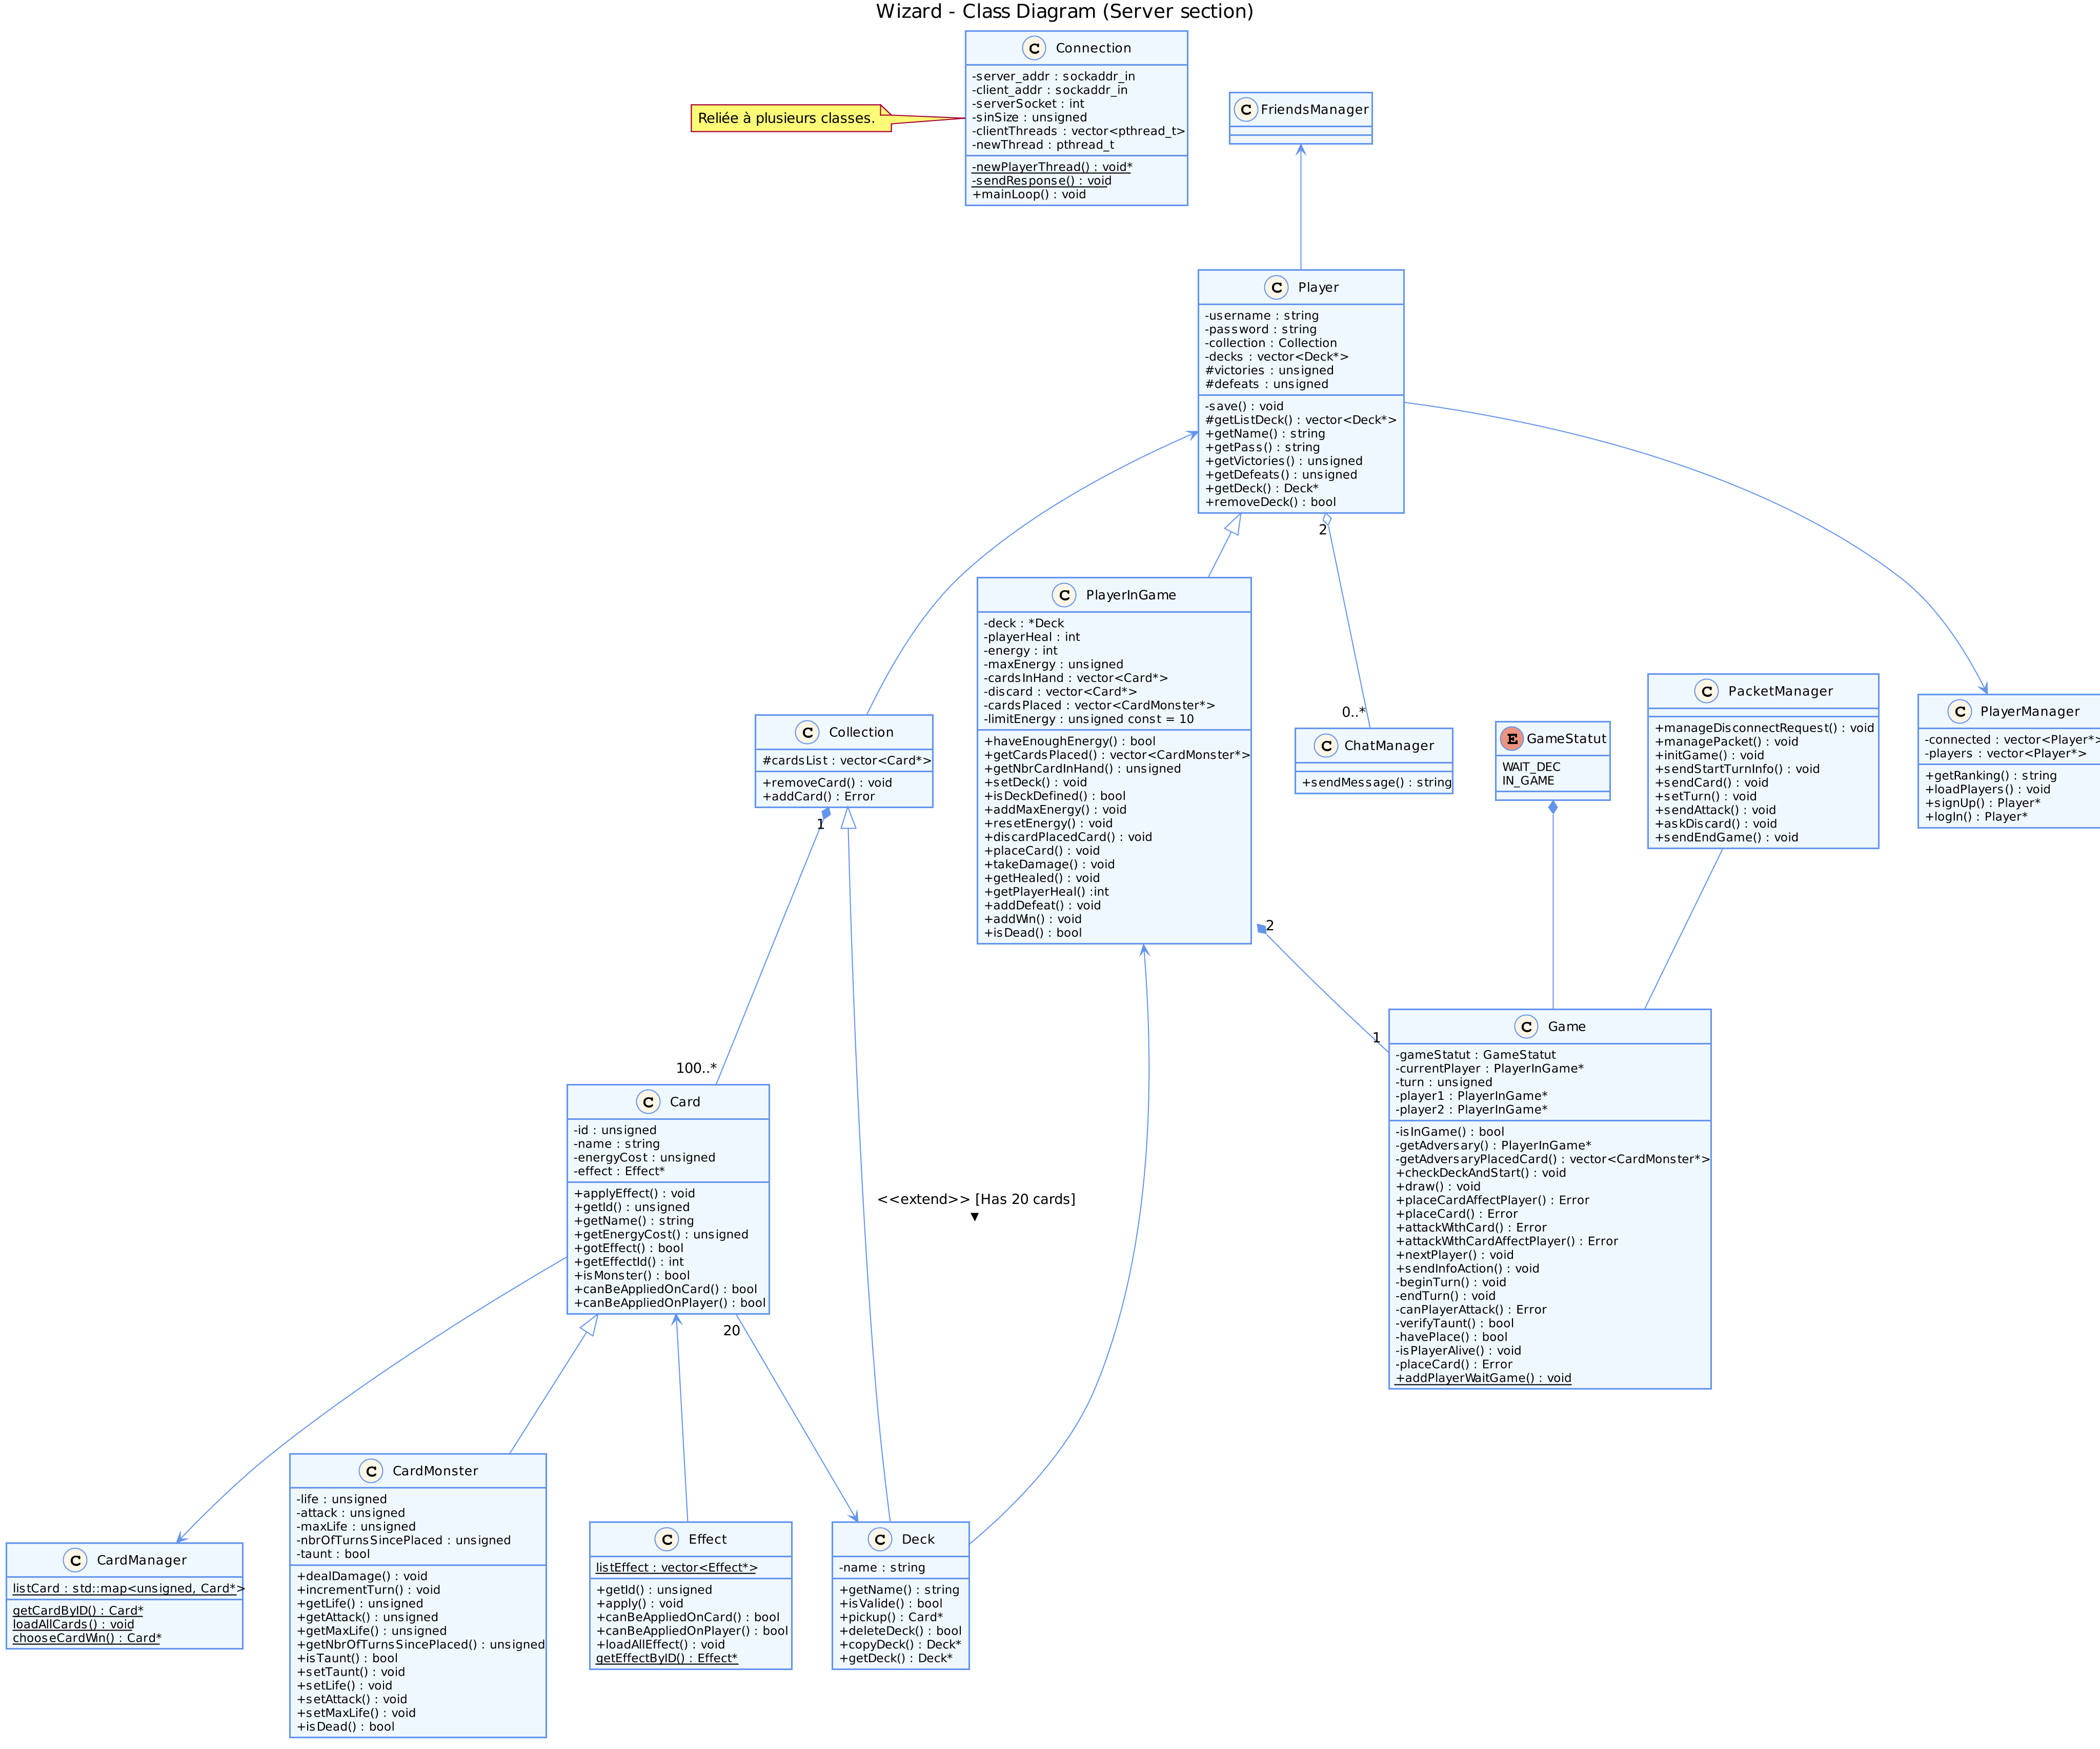 Wizard - Class Diagram (Server section)
C Connection
-server_addr : sockaddr_in
-client_addr : sockaddr_in
-serverSocket : int
-sinSize : unsigned
-clientThreads : vector<pthread_t>
-newThread : pthread_t
-newPlayerThread() : void*
-sendResponse() : void
+mainLoop() : void
Reliée à plusieurs classes.
C FriendsManager
C Player
-username : string
-password : string
-collection : Collection
-decks : vector<Deck*>
#victories : unsigned
#defeats : unsigned
-save() : void
#getListDeck() : vector<Deck*>
+getName() : string
+getPass() : string
+getVictories() : unsigned
+getDefeats() : unsigned
+getDeck() : Deck*
+removeDeck() : bool
2
C PlayerInGame
-deck : *Deck
-playerHeal : int
-energy : int
-maxEnergy : unsigned
-cardsInHand : vector<Card*>
-discard : vector<Card*>
-cardsPlaced : vector<CardMonster*>
-limitEnergy : unsigned const = 10
+haveEnoughEnergy() : bool
+getCardsPlaced() : vector<CardMonster*>
+getNbrCardInHand() : unsigned
+setDeck() : void
+isDeckDefined() : bool
+addMaxEnergy() : void
+resetEnergy() : void
+discardPlacedCard() : void
+placeCard() : void
+takeDamage() : void
+getHealed() : void
+getPlayerHeal() :int
+addDefeat() : void
+addWin() : void
+isDead() : bool
2
1
C Collection
#cardsList : vector<Card*>
+removeCard() : void
+addCard() : Error
1
100..*
0..*
C ChatManager
+sendMessage() : string
E GameStatut
WAIT_DEC
IN_GAME
C PacketManager
+manageDisconnectRequest() : void
+managePacket() : void
+initGame() : void
+sendStartTurnInfo() : void
+sendCard() : void
+setTurn() : void
+sendAttack() : void
+askDiscard() : void
+sendEndGame() : void
C PlayerManager
-connected : vector<Player*>
-players : vector<Player*>
+getRanking() : string
+loadPlayers() : void
+signUp() : Player*
+logIn() : Player*
C Game
-gameStatut : GameStatut
-currentPlayer : PlayerInGame*
-turn : unsigned
-player1 : PlayerInGame*
-player2 : PlayerInGame*
-isInGame() : bool
-getAdversary() : PlayerInGame*
-getAdversaryPlacedCard() : vector<CardMonster*>
+checkDeckAndStart() : void
+draw() : void
+placeCardAffectPlayer() : Error
+placeCard() : Error
+attackWithCard() : Error
+attackWithCardAffectPlayer() : Error
+nextPlayer() : void
+sendInfoAction() : void
-beginTurn() : void
-endTurn() : void
-canPlayerAttack() : Error
-verifyTaunt() : bool
-havePlace() : bool
-isPlayerAlive() : void
-placeCard() : Error
+addPlayerWaitGame() : void
C Card
-id : unsigned
-name : string
-energyCost : unsigned
-effect : Effect*
+applyEffect() : void
+getId() : unsigned
+getName() : string
+getEnergyCost() : unsigned
+gotEffect() : bool
+getEffectId() : int
+isMonster() : bool
+canBeAppliedOnCard() : bool
+canBeAppliedOnPlayer() : bool
20
<<extend>> [Has 20 cards]
▼
C CardManager
listCard : std::map<unsigned, Card*>
getCardByID() : Card*
loadAllCards() : void
chooseCardWin() : Card*
C CardMonster
-life : unsigned
-attack : unsigned
-maxLife : unsigned
-nbrOfTurnsSincePlaced : unsigned
-taunt : bool
+dealDamage() : void
+incrementTurn() : void
+getLife() : unsigned
+getAttack() : unsigned
+getMaxLife() : unsigned
+getNbrOfTurnsSincePlaced() : unsigned
+isTaunt() : bool
+setTaunt() : void
+setLife() : void
+setAttack() : void
+setMaxLife() : void
+isDead() : bool
C Effect
listEffect : vector<Effect*>
+getId() : unsigned
+apply() : void
+canBeAppliedOnCard() : bool
+canBeAppliedOnPlayer() : bool
+loadAllEffect() : void
getEffectByID() : Effect*
C Deck
-name : string
+getName() : string
+isValide() : bool
+pickup() : Card*
+deleteDeck() : bool
+copyDeck() : Deck*
+getDeck() : Deck*